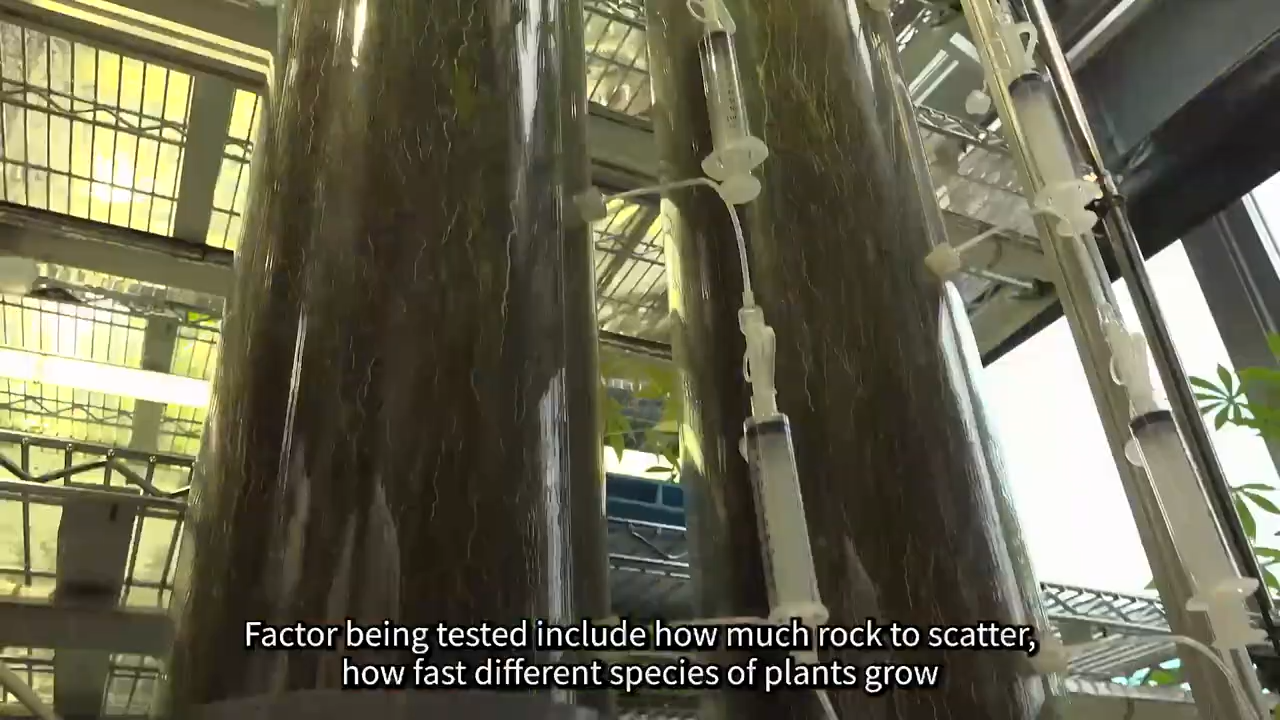 Factor being tested include how much rock to scatter,
how fast different species of plants grow